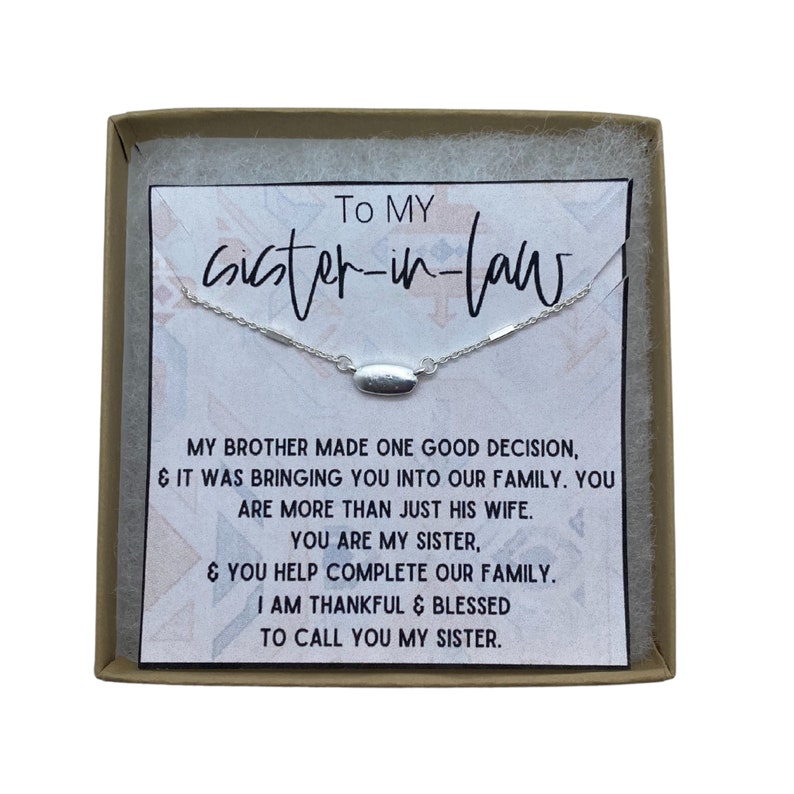 To MY
sister-in-law
MY BROTHER MADE ONE GOOD DECISION,
& IT WAS BRINGING YOU INTO OUR FAMILY. YOU
ARE MORE THAN JUST HIS WIFE.
YOU ARE MY SISTER,
& YOU HELP COMPLETE OUR FAMILY.
I AM THANKFUL & BLESSED
TO CALL YOU MY SISTER.